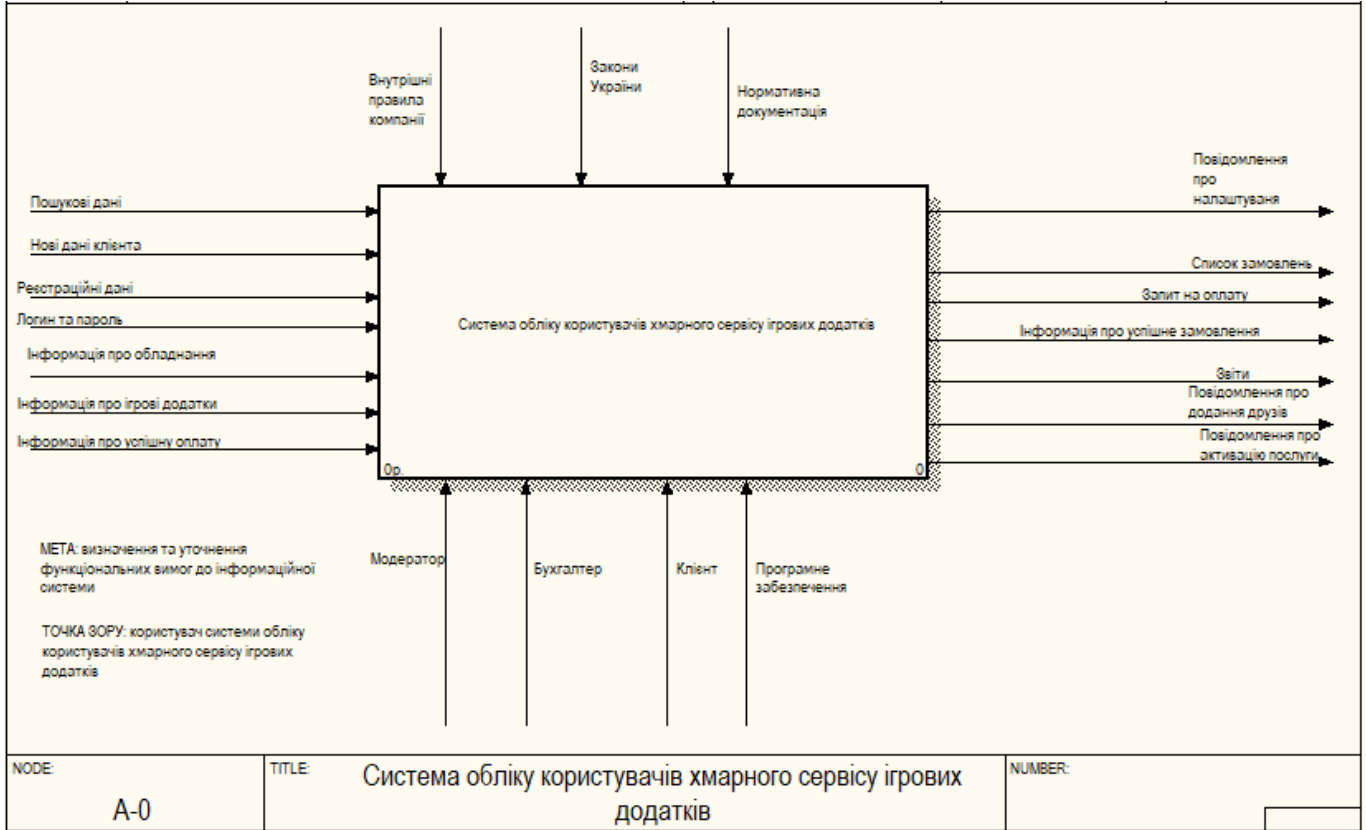 Внутрішні
правила
компанії
Закони
України
Нормативна
документація
Пошукові дані
Нові дані клієнта
Реєстраційні дані
Логин та пароль
Інформація про обладнання
Інформація про ігрові додатки
Інформація про успішну оплату
Система обліку користувачів хмарного сервісу ігрових додатків
0р.
0
Повідомлення
про
налаштуваня
Список замовлень
Запит на оплату
Інформація про успішне замовлення
Звіти
Повідомлення про
додання друзів
Повідомлення про
активацію послуги
Модератор
Бухгалтер
Клієнт
Програмне
забезпечення
МЕТА: визначення та уточнення
функціональних вимог до інформаційної
системи
ТОЧКА ЗОРУ: користувач системи обліку
користувачів хмарного сервісу ігрових
додатків
NODE:
A-0
TITLE:
Система обліку користувачів хмарного сервісу ігрових
додатків
NUMBER: